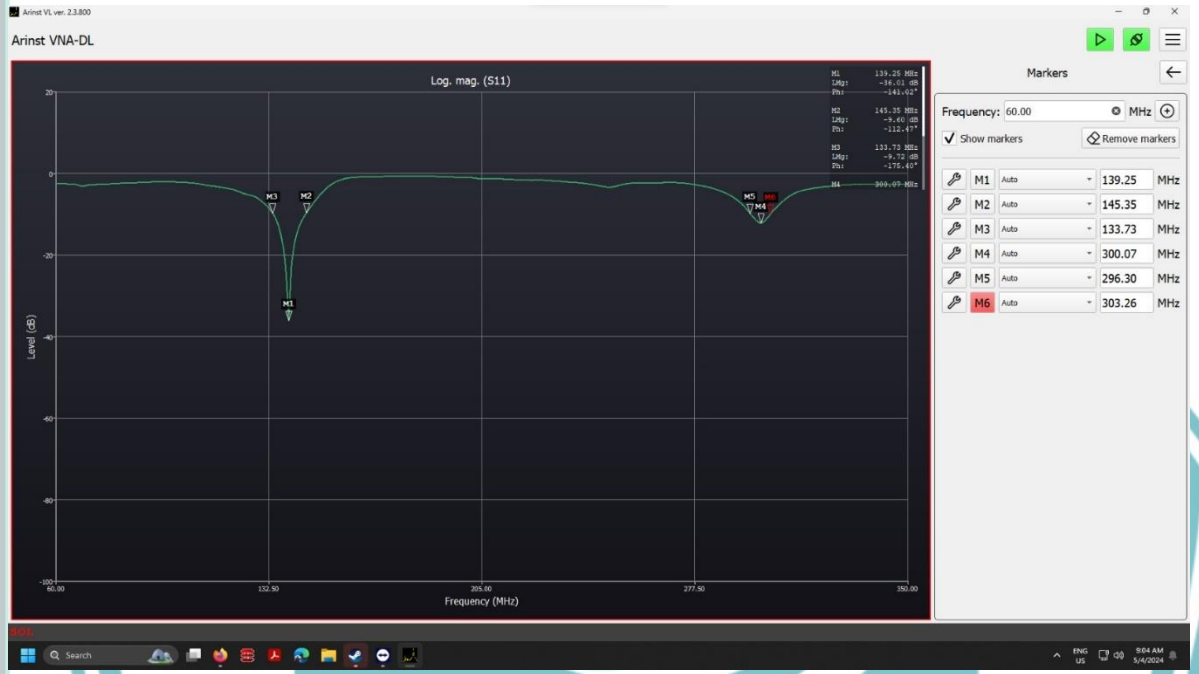 Arinst VL ver. 2.3.800
Arinst VNA-DL
Log. mag. (S11)
M1 139.25 MHz
LMg: -36.01 dB
Ph: -141.02°
M2 145.35 MHz
LMg: -9.60 dB
Ph: -112.47°
M3 133.73 MHz
LMg: -9.72 dB
Ph: -175.40°
M4 300.07 MHz
20
0
-20
-40
-60
-80
-100
Level (dB)
M3
M2
M1
M5
M6
M4
60.00
132.50
205.00
277.50
350.00
Frequency (MHz)
Markers
Frequency: 60.00 MHz
Show markers
Remove markers
M1 Auto 139.25 MHz
M2 Auto 145.35 MHz
M3 Auto 133.73 MHz
M4 Auto 300.07 MHz
M5 Auto 296.30 MHz
M6 Auto 303.26 MHz
SOL
Search
ENG
US
9:04 AM
5/4/2024